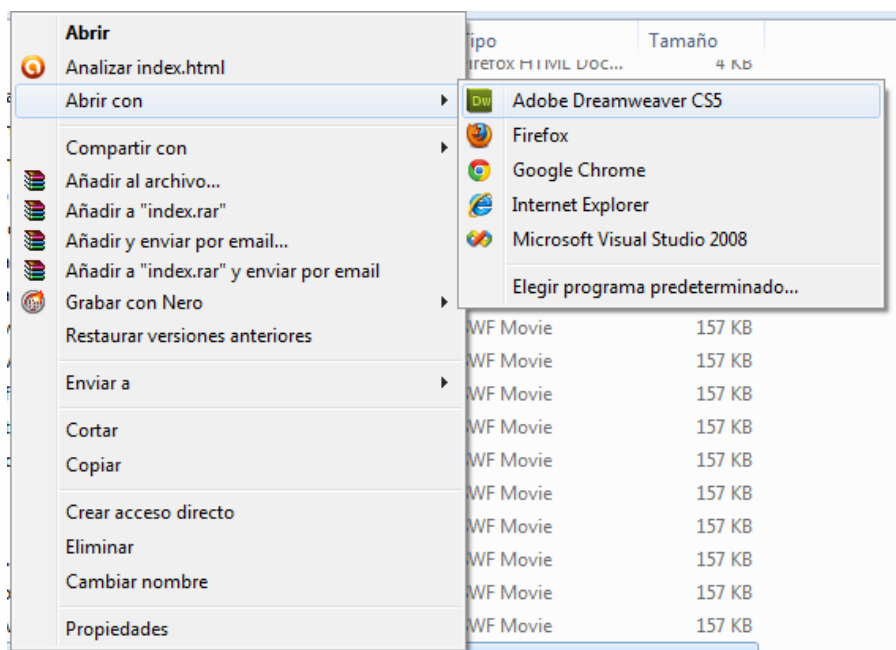 Abrir
Analizar index.html
Abrir con
Compartir con
Añadir al archivo...
Añadir a "index.rar"
Añadir y enviar por email...
Añadir a "index.rar" y enviar por email
Grabar con Nero
Restaurar versiones anteriores
Enviar a
Cortar
Copiar
Crear acceso directo
Eliminar
Cambiar nombre
Propiedades
Tamaño
HTML Doc... 4 KB
Dw Adobe Dreamweaver CS5
Firefox
Google Chrome
Internet Explorer
Microsoft Visual Studio 2008
Elegir programa predeterminado...
WF Movie 157 KB
WF Movie 157 KB
WF Movie 157 KB
WF Movie 157 KB
WF Movie 157 KB
WF Movie 157 KB
WF Movie 157 KB
WF Movie 157 KB
WF Movie 157 KB
WF Movie 157 KB